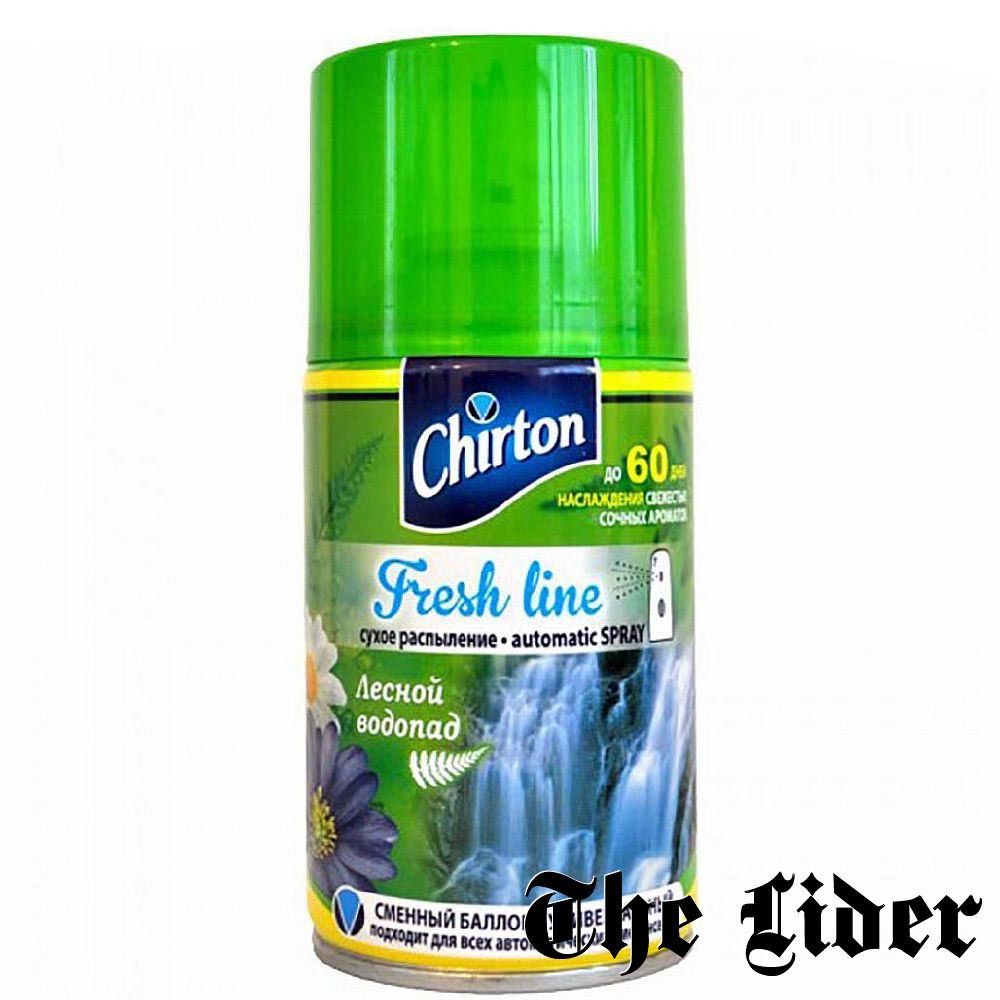 Chirton
до 60 дней
НАСЛАЖДЕНИЯ СВЕЖЕСТЬЮ
СОЧНЫХ АРОМАТОВ
Fresh line
сухое распыление • automatic SPRAY
Лесной
водопад
СМЕННЫЙ БАЛЛОН
подходит для всех
The Lider